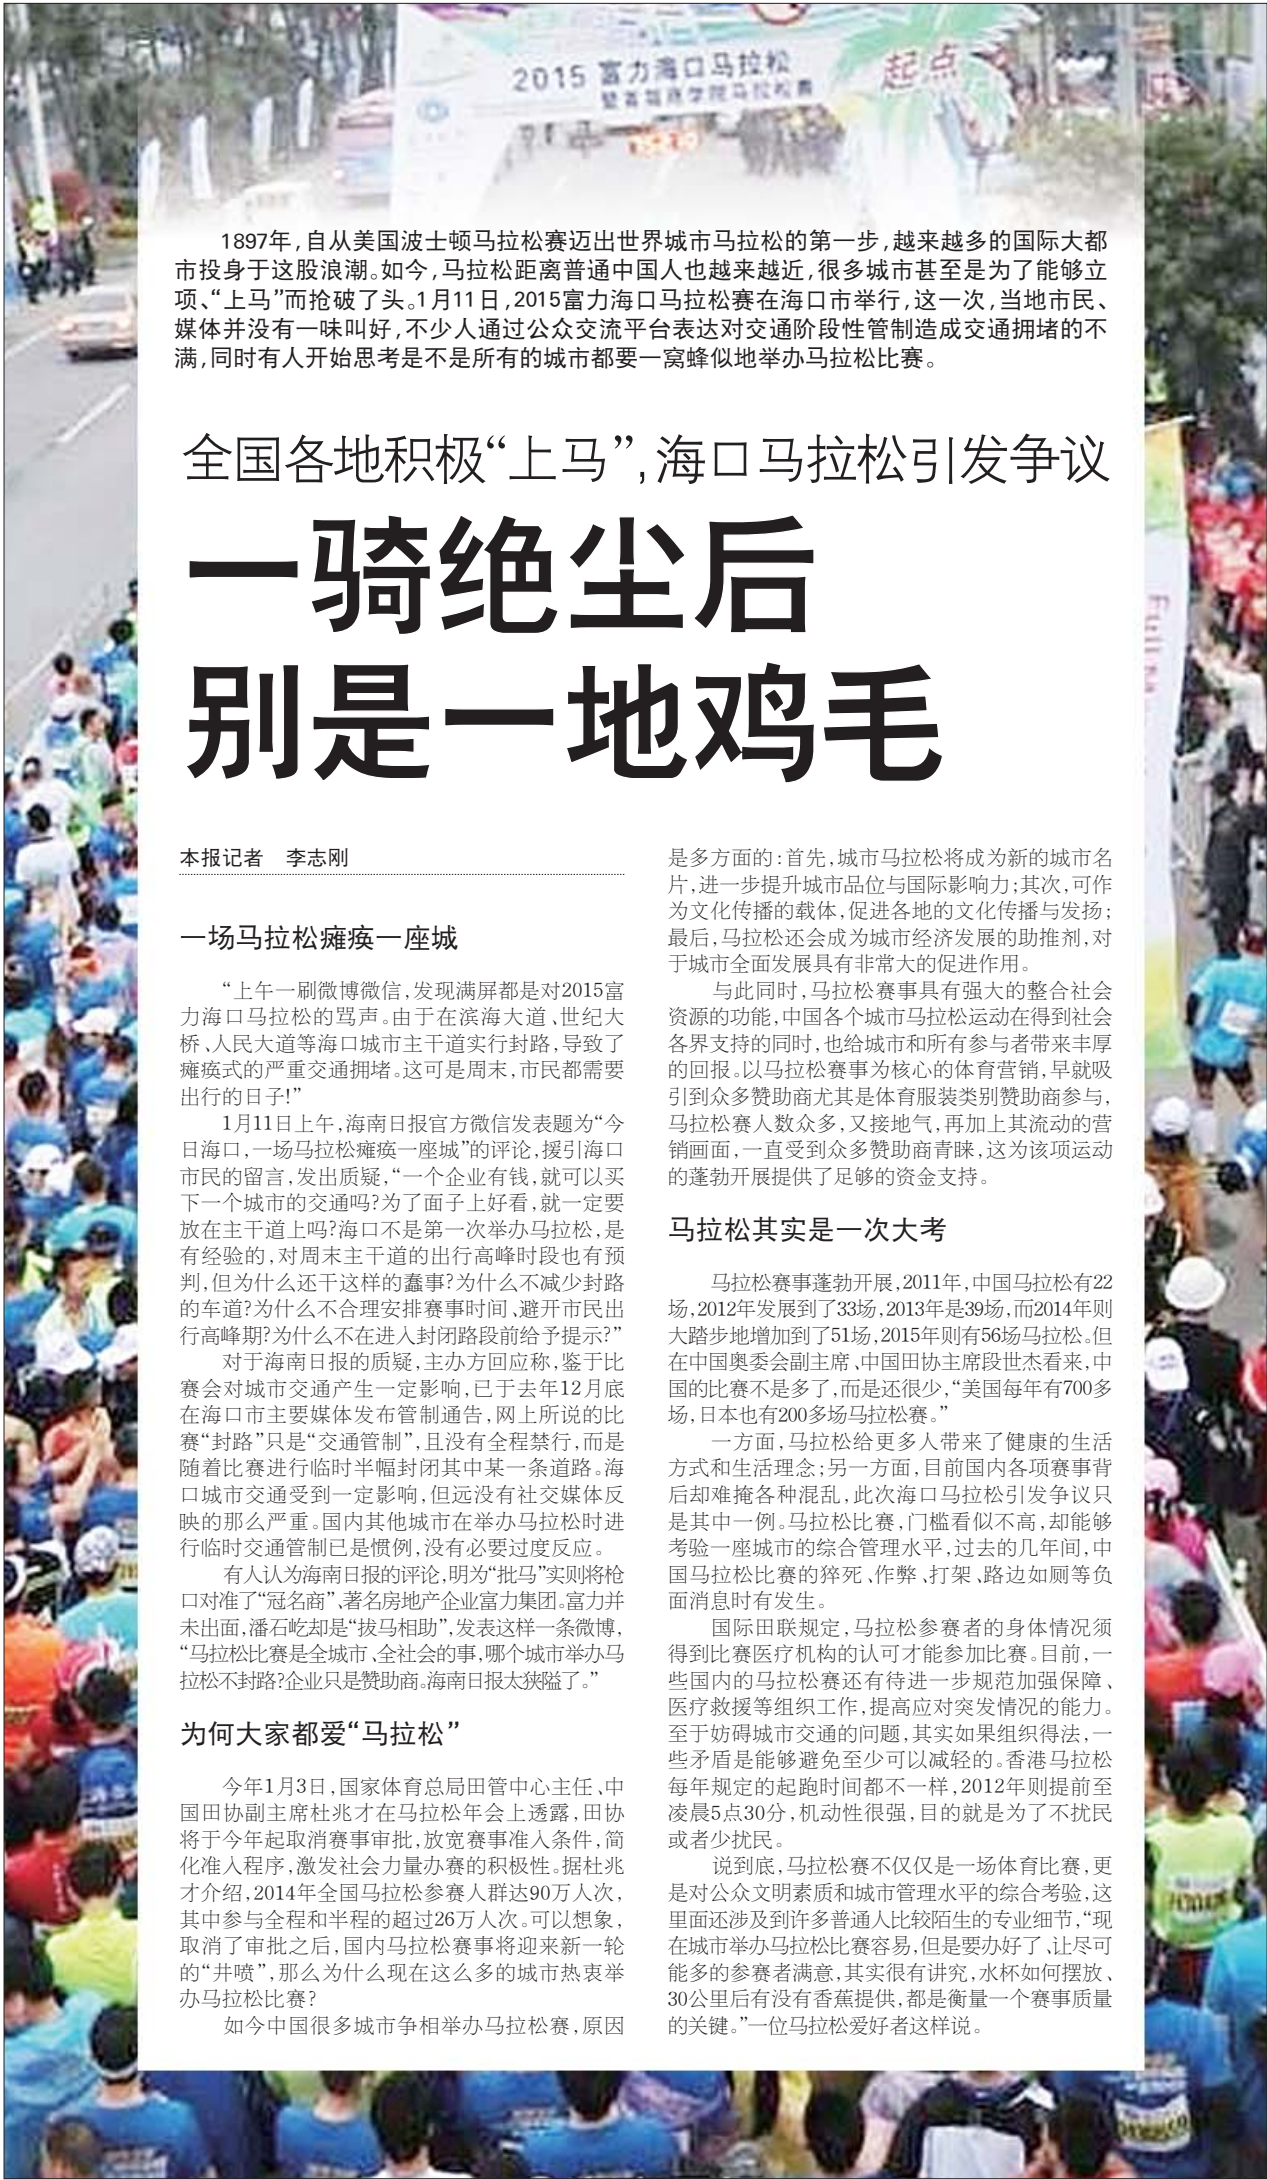 2015 富力海口马拉松
起点
1897年,自从美国波士顿马拉松赛迈出世界城市马拉松的第一步,越来越多的国际大都
市投身于这股浪潮。如今,马拉松距离普通中国人也越来越近,很多城市甚至是为了能够立
项、“上马”而抢破了头。1月11日,2015富力海口马拉松赛在海口市举行,这一次,当地市民、
媒体并没有一味叫好,不少人通过公众交流平台表达对交通阶段性管制造成交通拥堵的不
满,同时有人开始思考是不是所有的城市都要一窝蜂似地举办马拉松比赛。
全国各地积极“上马”,海口马拉松引发争议
一骑绝尘后
别是一地鸡毛
本报记者 李志刚
一场马拉松瘫痪一座城
“上午一刷微博微信,发现满屏都是对2015富
力海口马拉松的骂声。由于在滨海大道、世纪大
桥、人民大道等海口城市主干道实行封路,导致了
瘫痪式的严重交通拥堵。这可是周末,市民都需要
出行的日子!”
1月11日上午,海南日报官方微信发表题为“今
日海口,一场马拉松瘫痪一座城”的评论,援引海口
市民的留言,发出质疑,“一个企业有钱,就可以买
下一个城市的交通吗?为了面子上好看,就一定要
放在主干道上吗?海口不是第一次举办马拉松,是
有经验的,对周末主干道的出行高峰时段也有预
判,但为什么还干这样的蠢事?为什么不减少封路
的车道?为什么不合理安排赛事时间、避开市民出
行高峰期?为什么不在进入封闭路段前给予提示?”
对于海南日报的质疑,主办方回应称,鉴于比
赛会对城市交通产生一定影响,已于去年12月底
在海口市主要媒体发布管制通告,网上所说的比
赛“封路”只是“交通管制”,且没有全程禁行,而是
随着比赛进行临时半幅封闭其中某一条道路。海
口城市交通受到一定影响,但远没有社交媒体反
映的那么严重。国内其他城市在举办马拉松时进
行临时交通管制已是惯例,没有必要过度反应。
有人认为海南日报的评论,明为“批马”实则将枪
口对准了“冠名商”、著名房地产企业富力集团。富力并
未出面,潘石屹却是“拔马相助”,发表这样一条微博,
“马拉松比赛是全城市、全社会的事,哪个城市举办马
拉松不封路?企业只是赞助商。海南日报太狭隘了。”
为何大家都爱“马拉松”
今年1月3日,国家体育总局田管中心主任、中
国田协副主席杜兆才在马拉松年会上透露,田协
将于今年起取消赛事审批,放宽赛事准入条件,简
化准入程序,激发社会力量办赛的积极性。据杜兆
才介绍,2014年全国马拉松参赛人群达90万人次,
其中参与全程和半程的超过26万人次。可以想象,
取消了审批之后,国内马拉松赛事将迎来新一轮
的“井喷”,那么为什么现在这么多的城市热衷举
办马拉松比赛?
如今中国很多城市争相举办马拉松赛,原因
是多方面的:首先,城市马拉松将成为新的城市名
片,进一步提升城市品位与国际影响力;其次,可作
为文化传播的载体,促进各地的文化传播与发扬;
最后,马拉松还会成为城市经济发展的助推剂,对
于城市全面发展具有非常大的促进作用。
与此同时,马拉松赛事具有强大的整合社会
资源的功能,中国各个城市马拉松运动在得到社会
各界支持的同时,也给城市和所有参与者带来丰厚
的回报。以马拉松赛事为核心的体育营销,早就吸
引到众多赞助商尤其是体育服装类别赞助商参与,
马拉松赛人数众多,又接地气,再加上其流动的营
销画面,一直受到众多赞助商青睐,这为该项运动
的蓬勃开展提供了足够的资金支持。
马拉松其实是一次大考
马拉松赛事蓬勃开展,2011年,中国马拉松有22
场,2012年发展到了33场,2013年是39场,而2014年则
大踏步地增加到了51场,2015年则有56场马拉松。但
在中国奥委会副主席、中国田协主席段世杰看来,中
国的比赛不是多了,而是还很少,“美国每年有700多
场,日本也有200多场马拉松赛。”
一方面,马拉松给更多人带来了健康的生活
方式和生活理念;另一方面,目前国内各项赛事背
后却难掩各种混乱,此次海口马拉松引发争议只
是其中一例。马拉松比赛,门槛看似不高,却能够
考验一座城市的综合管理水平,过去的几年间,中
国马拉松比赛的猝死、作弊、打架、路边如厕等负
面消息时有发生。
国际田联规定,马拉松参赛者的身体情况须
得到比赛医疗机构的认可才能参加比赛。目前,一
些国内的马拉松赛还有待进一步规范加强保障、
医疗救援等组织工作,提高应对突发情况的能力。
至于妨碍城市交通的问题,其实如果组织得法,一
些矛盾是能够避免至少可以减轻的。香港马拉松
每年规定的起跑时间都不一样,2012年则提前至
凌晨5点30分,机动性很强,目的就是为了不扰民
或者少扰民。
说到底,马拉松赛不仅仅是一场体育比赛,更
是对公众文明素质和城市管理水平的综合考验,这
里面还涉及到许多普通人比较陌生的专业细节,“现
在城市举办马拉松比赛容易,但是要办好了、让尽可
能多的参赛者满意,其实很有讲究,水杯如何摆放、
30公里后有没有香蕉提供,都是衡量一个赛事质量
的关键。”一位马拉松爱好者这样说。